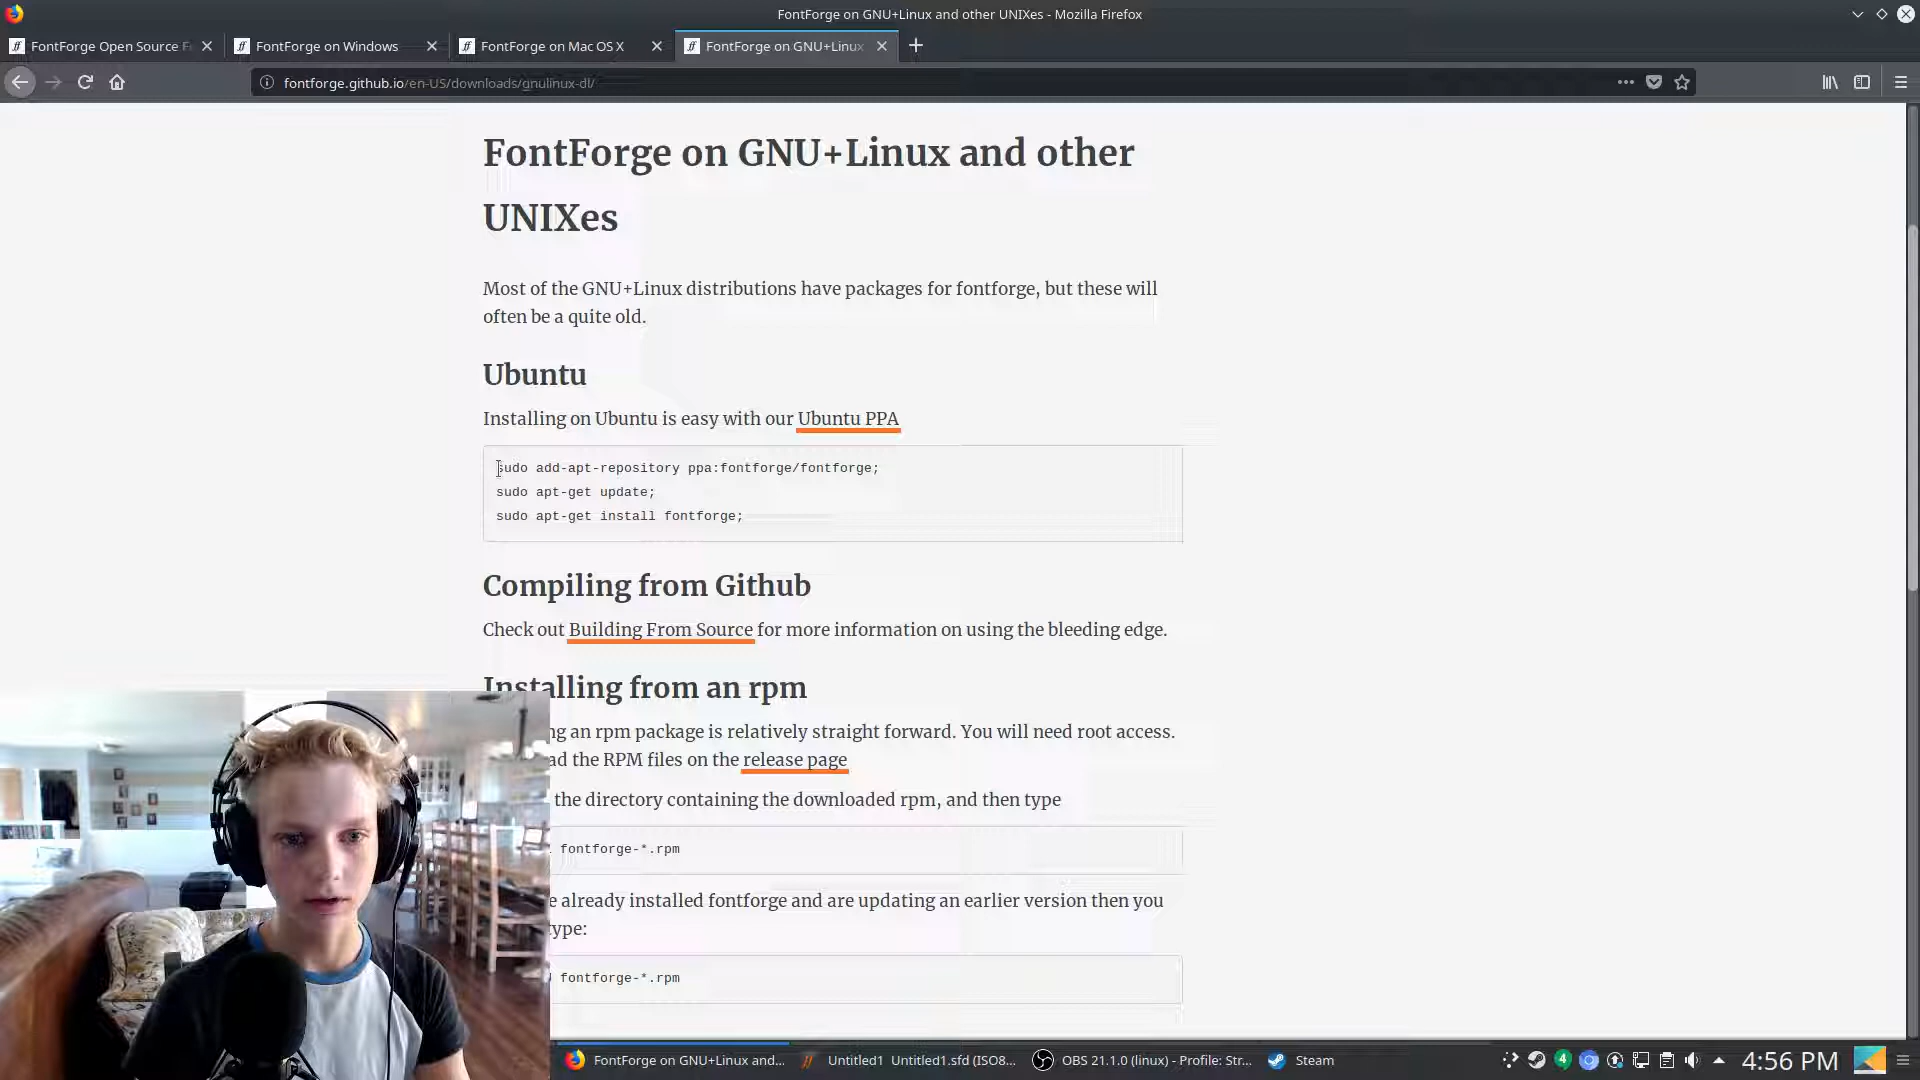 FontForge on GNU+Linux and other UNIXes - Mozilla Firefox
FontForge Open Source F
FontForge on Windows
FontForge on Mac OS X
FontForge on GNU+Linux
fontforge.github.io/en-US/downloads/gnulinux-dl/
FontForge on GNU+Linux and other
UNIXes
Most of the GNU+Linux distributions have packages for fontforge, but these will
often be a quite old.
Ubuntu
Installing on Ubuntu is easy with our Ubuntu PPA
sudo add-apt-repository ppa:fontforge/fontforge;
sudo apt-get update;
sudo apt-get install fontforge;
Compiling from Github
Check out Building From Source for more information on using the bleeding edge.
Installing from an rpm
an rpm package is relatively straight forward. You will need root access.
the RPM files on the release page
the directory containing the downloaded rpm, and then type
fontforge-*.rpm
already installed fontforge and are updating an earlier version then you
type:
fontforge-*.rpm
FontForge on GNU+Linux and...
Untitled1 Untitled1.sfd (ISO8...
OBS 21.1.0 (linux) - Profile: Str...
Steam
4
4:56 PM